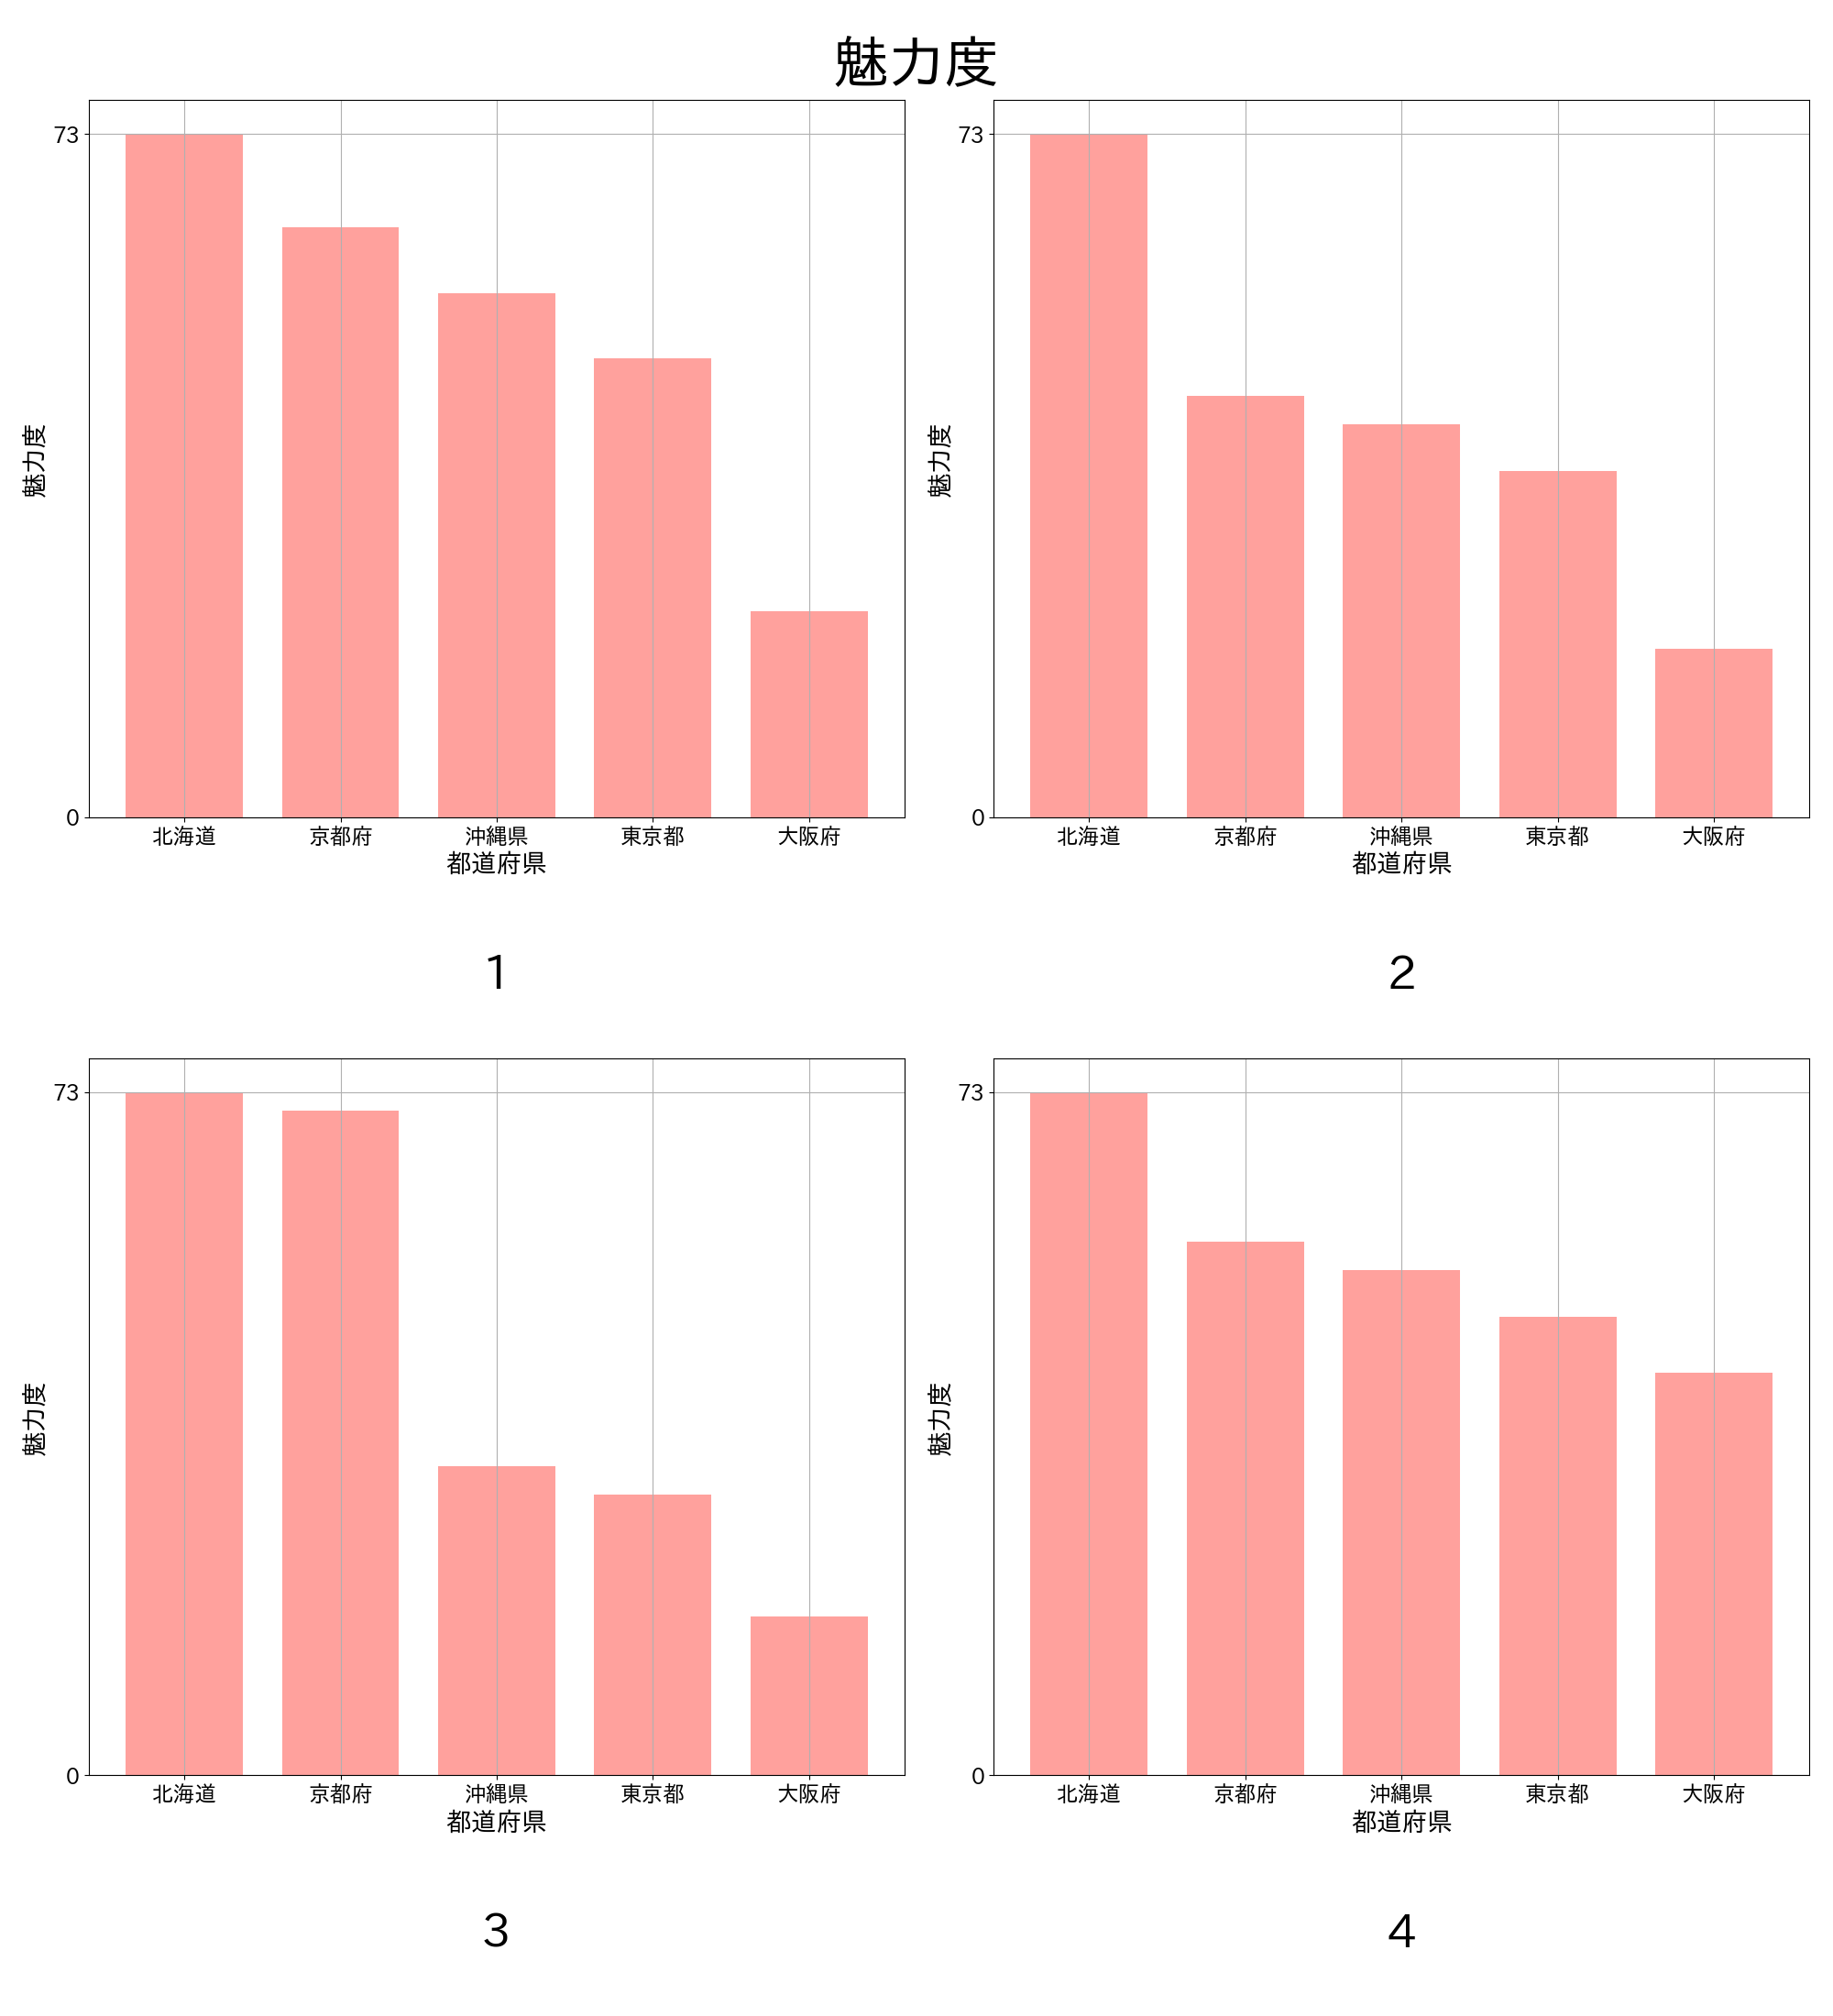 魅力度
73
0
魅力度
北海道 京都府 沖縄県 東京都 大阪府
都道府県
1
73
0
魅力度
北海道 京都府 沖縄県 東京都 大阪府
都道府県
2
73
0
魅力度
北海道 京都府 沖縄県 東京都 大阪府
都道府県
3
73
0
魅力度
北海道 京都府 沖縄県 東京都 大阪府
都道府県
4